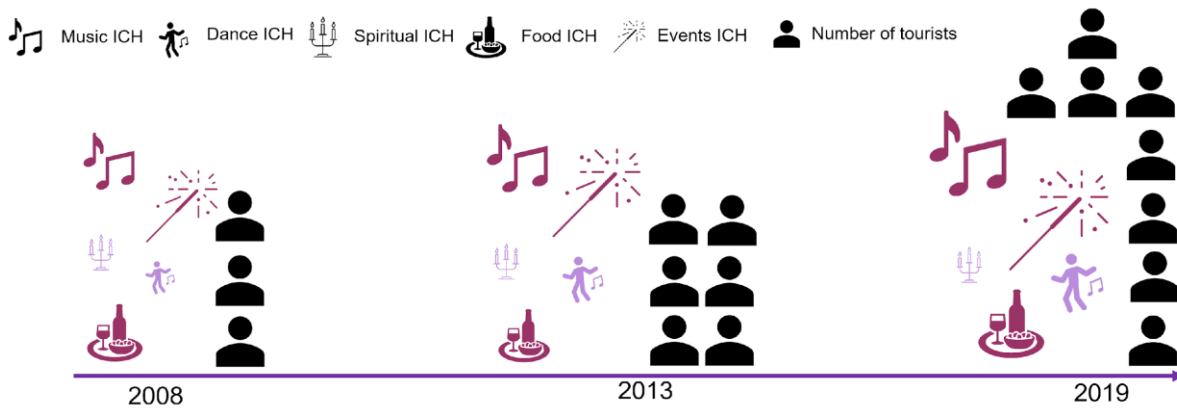 Music ICH Dance ICH Spiritual ICH Food ICH Events ICH Number of tourists
2008 2013 2019